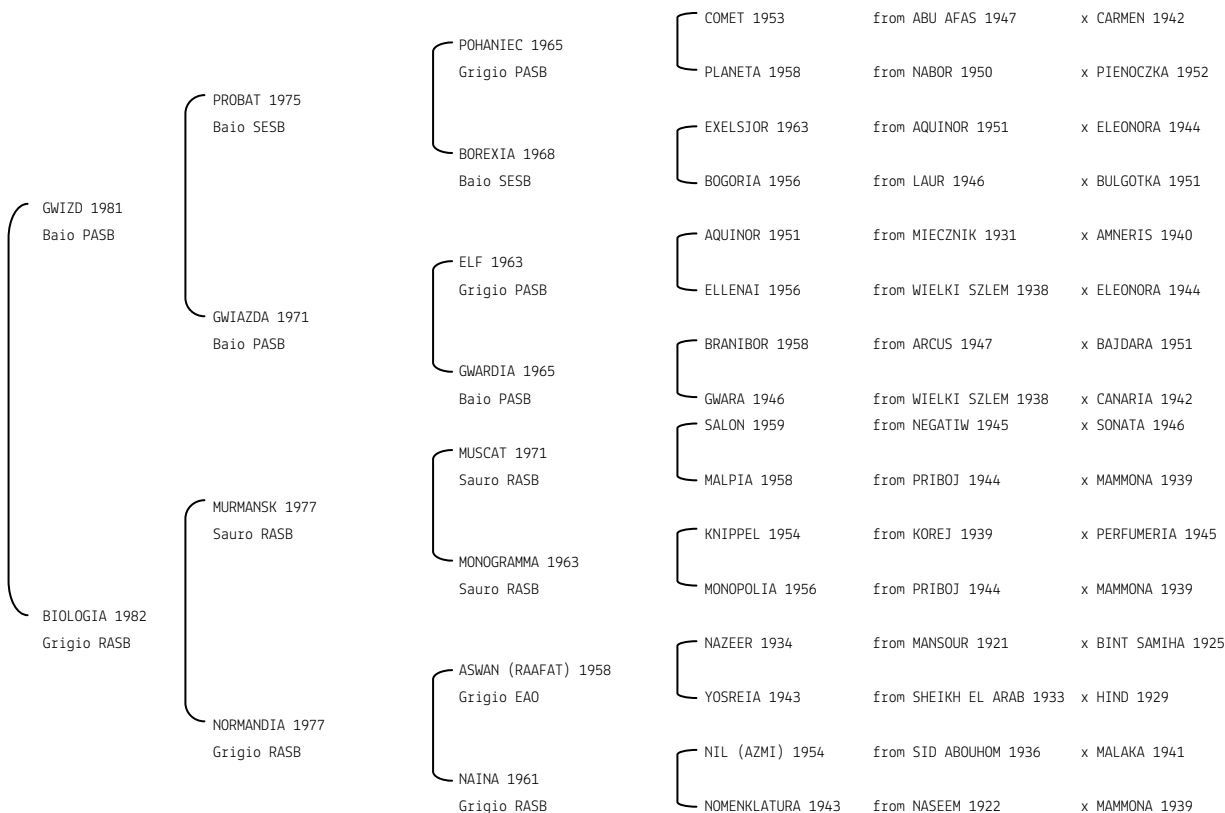 COMET 1953 from ABU AFAS 1947 x CARMEN 1942
POHANIEC 1965
Grigio PASB
PLANETA 1958 from NABOR 1950 x PIENOCZKA 1952
PROBAT 1975
Baio SESB
EXELSJOR 1963 from AQUINOR 1951 x ELEONORA 1944
BOREXIA 1968
Baio SESB
BOGORIA 1956 from LAUR 1946 x BULGOTKA 1951
GWIZD 1981
Baio PASB
AQUINOR 1951 from MIECZNIK 1931 x AMNERIS 1940
ELF 1963
Grigio PASB
ELLENAI 1956 from WIELKI SZLEM 1938 x ELEONORA 1944
GWIAZDA 1971
Baio PASB
BRANIBOR 1958 from ARCUS 1947 x BAJDARA 1951
GWARDIA 1965
Baio PASB
GWARA 1946 from WIELKI SZLEM 1938 x CANARIA 1942
SALON 1959 from NEGATIW 1945 x SONATA 1946
MUSCAT 1971
Sauro RASB
MALPIA 1958 from PRIBOJ 1944 x MAMMONA 1939
MURMANSK 1977
Sauro RASB
KNIPPEL 1954 from KOREJ 1939 x PERFUMERIA 1945
MONOGRAMMA 1963
Sauro RASB
MONOPOLIA 1956 from PRIBOJ 1944 x MAMMONA 1939
BIOLOGIA 1982
Grigio RASB
NAZEER 1934 from MANSOUR 1921 x BINT SAMIHA 1925
ASWAN (RAAFAT) 1958
Grigio EAO
YOSREIA 1943 from SHEIKH EL ARAB 1933 x HIND 1929
NORMANDIA 1977
Grigio RASB
NIL (AZMI) 1954 from SID ABOUHOM 1936 x MALAKA 1941
NAINA 1961
Grigio RASB
NOMENKLATURA 1943 from NASEEM 1922 x MAMMONA 1939